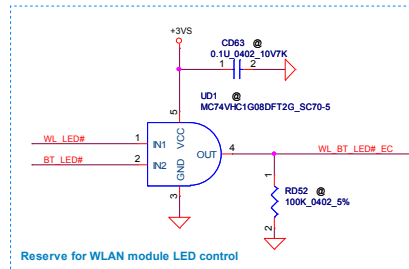 +3VS
CD63 @
0.1U_0402_10V7K
1 2
UD1 @
MC74VHC1G08DFT2G_SC70-5
5
WL_LED# 1 IN1 VCC
OUT 4 WL_BT_LED#_EC
BT_LED# 2 IN2 GND
3
1
RD52 @
100K_0402_5%
2
Reserve for WLAN module LED control